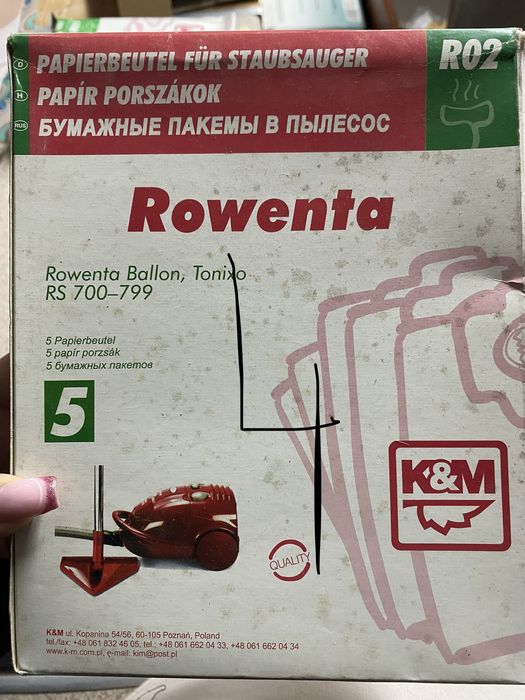 R02
D PAPIERBEUTEL FÜR STAUBSAUGER
H PAPÍR PORSZÁKOK
RUS БУМАЖНЫЕ ПАКЕМЫ В ПЫЛЕСОС
Rowenta
Rowenta Ballon, Tonixo
RS 700–799
5 Papierbeutel
5 papír porzsák
5 бумажных пакетов
5
4
K&M
QUALITY
K&M ul. Kopanina 54/56, 60-105 Poznań, Poland
tel./fax: +48 061 832 46 05, tel.: +48 061 662 04 33, +48 061 662 04 34
www.k-m.com.pl, e-mail: kim@post.pl